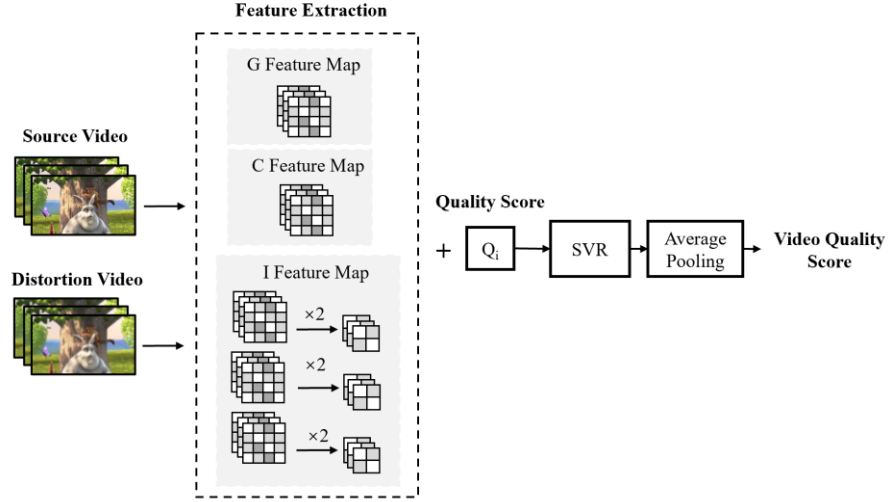 Feature Extraction
G Feature Map
Source Video
C Feature Map
Distortion Video
I Feature Map
×2
×2
×2
Quality Score
+
Qi
SVR
Average
Pooling
Video Quality
Score